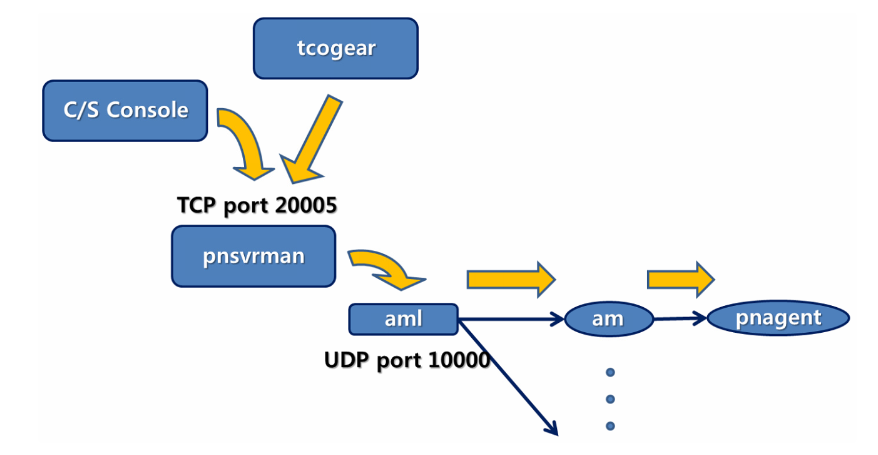 tcogear
C/S Console
TCP port 20005
pnsvrman
aml
am
pnagent
UDP port 10000